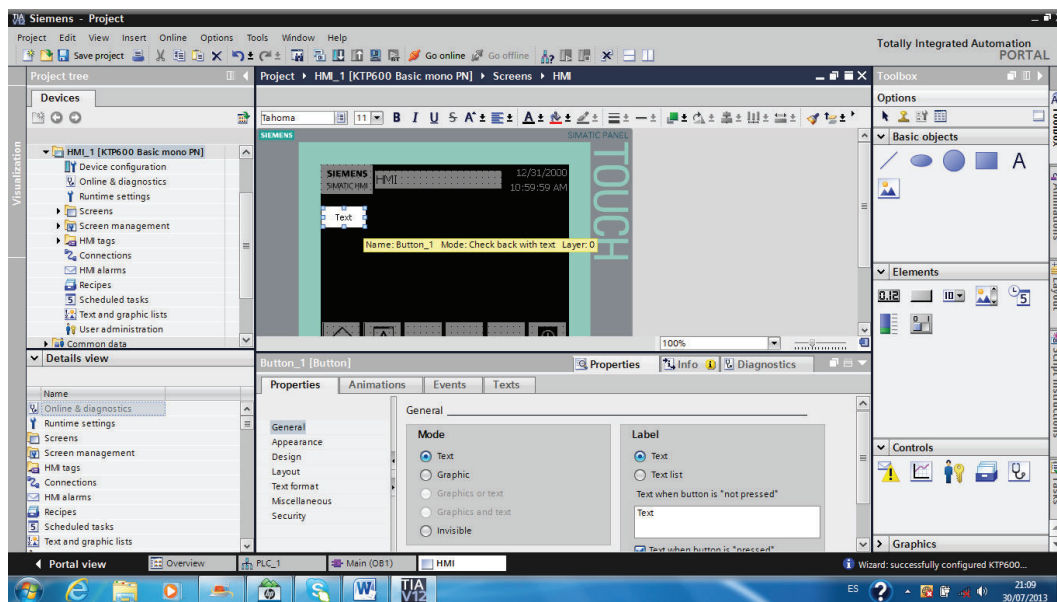 Siemens - Project
Project Edit View Insert Online Options Tools Window Help
Save project Go online Go offline
Totally Integrated Automation
PORTAL
Project tree
Project HMI_1 [KTP600 Basic mono PN] Screens HMI
Toolbox
Devices
Options
Tahoma 11 B I U S A
Basic objects
A
Visualization
HMI_1 [KTP600 Basic mono PN]
Device configuration
Online & diagnostics
Runtime settings
Screens
Screen management
HMI tags
Connections
HMI alarms
Recipes
Scheduled tasks
Text and graphic lists
User administration
Common data
SIEMENS
SIMATIC PANEL
TOUCH
SIEMENS
SIMATIC HMI
HMI
12/31/2000
10:59:59 AM
Text
Name: Button_1 Mode: Check back with text Layer: 0
100%
Toolbox
Animations
Layout
Elements
0.12
10
5
Details view
Name
Online & diagnostics
Runtime settings
Screens
Screen management
HMI tags
Connections
HMI alarms
Recipes
Scheduled tasks
Text and graphic lists
Button_1 [Button]
Properties Info Diagnostics
Properties Animations Events Texts
General
Appearance
Design
Layout
Text format
Miscellaneous
Security
General
Mode
Text
Graphic
Graphics or text
Graphics and text
Invisible
Label
Text
Text list
Text when button is "not pressed"
Text
Text when button is "pressed"
Controls
Graphics
Portal view Overview PLC_1 Main (OB1) HMI
Wizard: successfully configured KTP600...
TIA
V12
ES
21:09
30/07/2013